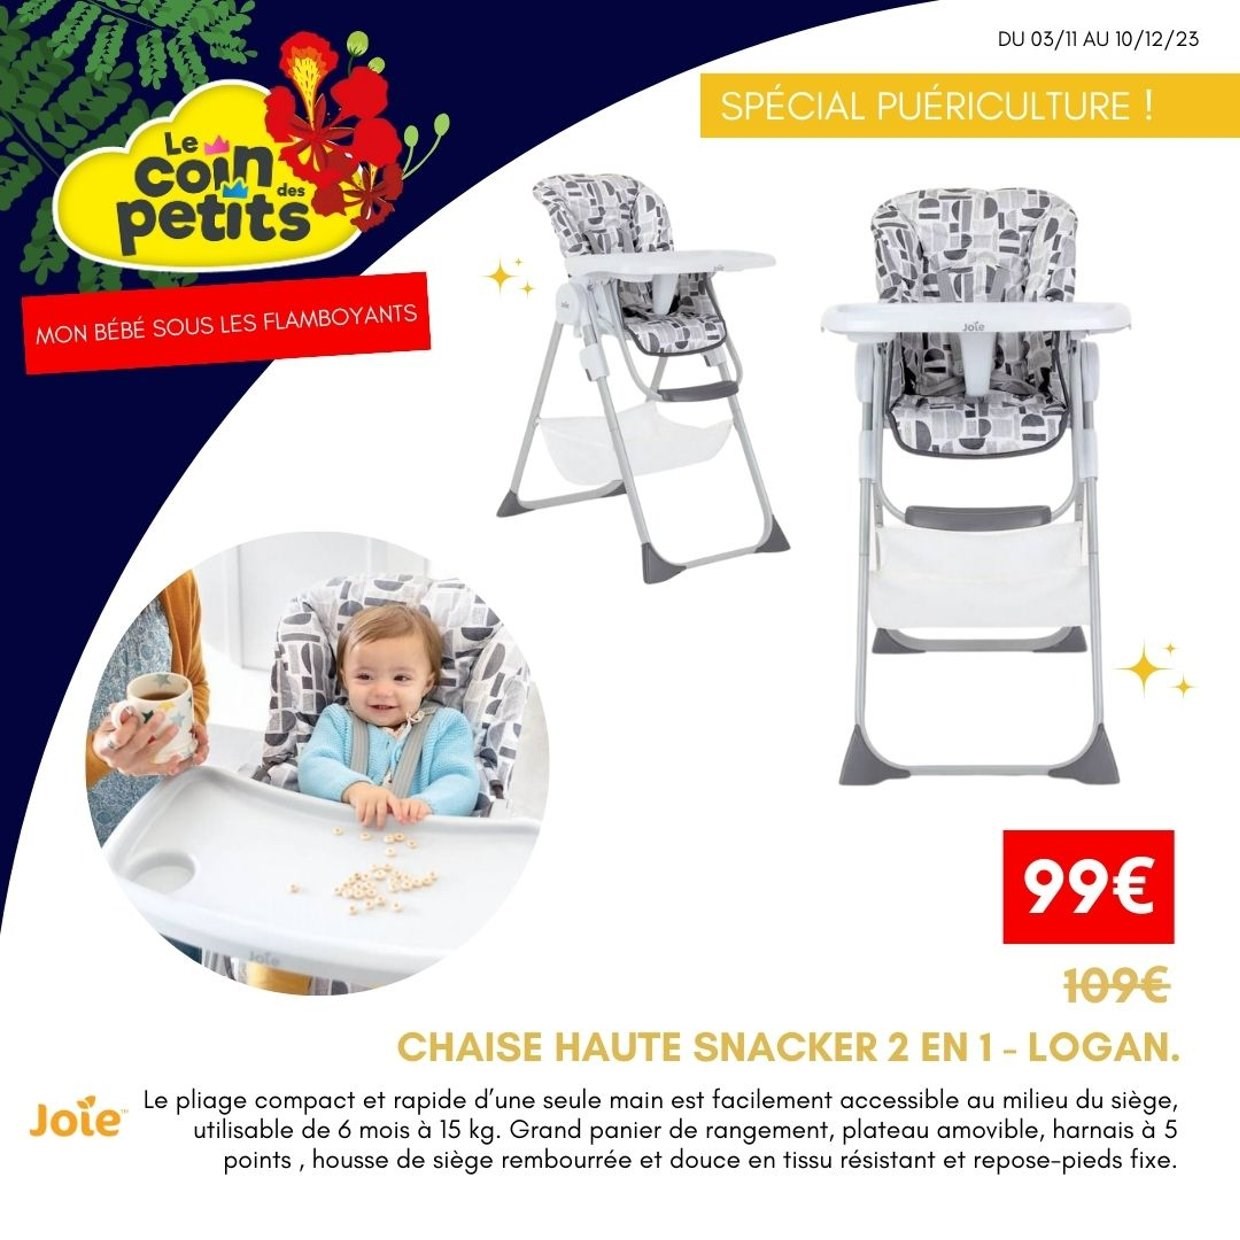 DU 03/11 AU 10/12/23
SPÉCIAL PUÉRICULTURE !
Le
coin
des
petits
MON BÉBÉ SOUS LES FLAMBOYANTS
Joie
Joie
Joie
99€
109€
CHAISE HAUTE SNACKER 2 EN 1 - LOGAN.
Joie™
Le pliage compact et rapide d’une seule main est facilement accessible au milieu du siège,
utilisable de 6 mois à 15 kg. Grand panier de rangement, plateau amovible, harnais à 5
points , housse de siège rembourrée et douce en tissu résistant et repose-pieds fixe.